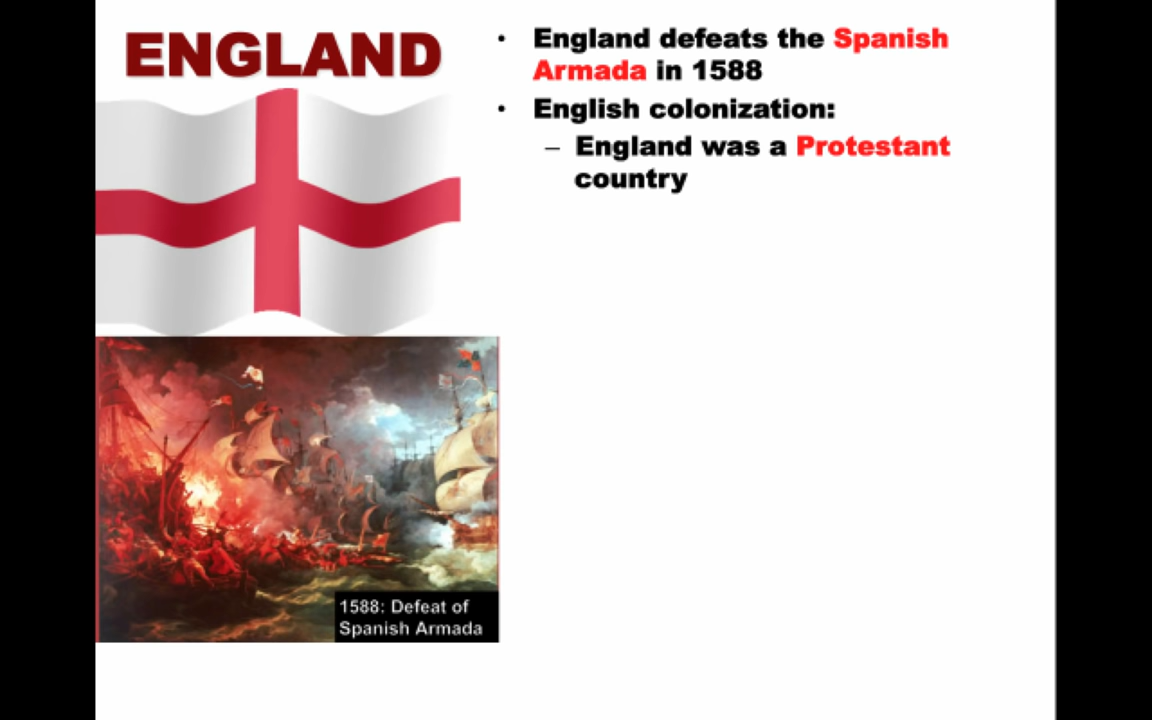 ENGLAND
• England defeats the Spanish
Armada in 1588
• English colonization:
– England was a Protestant
country
1588: Defeat of
Spanish Armada